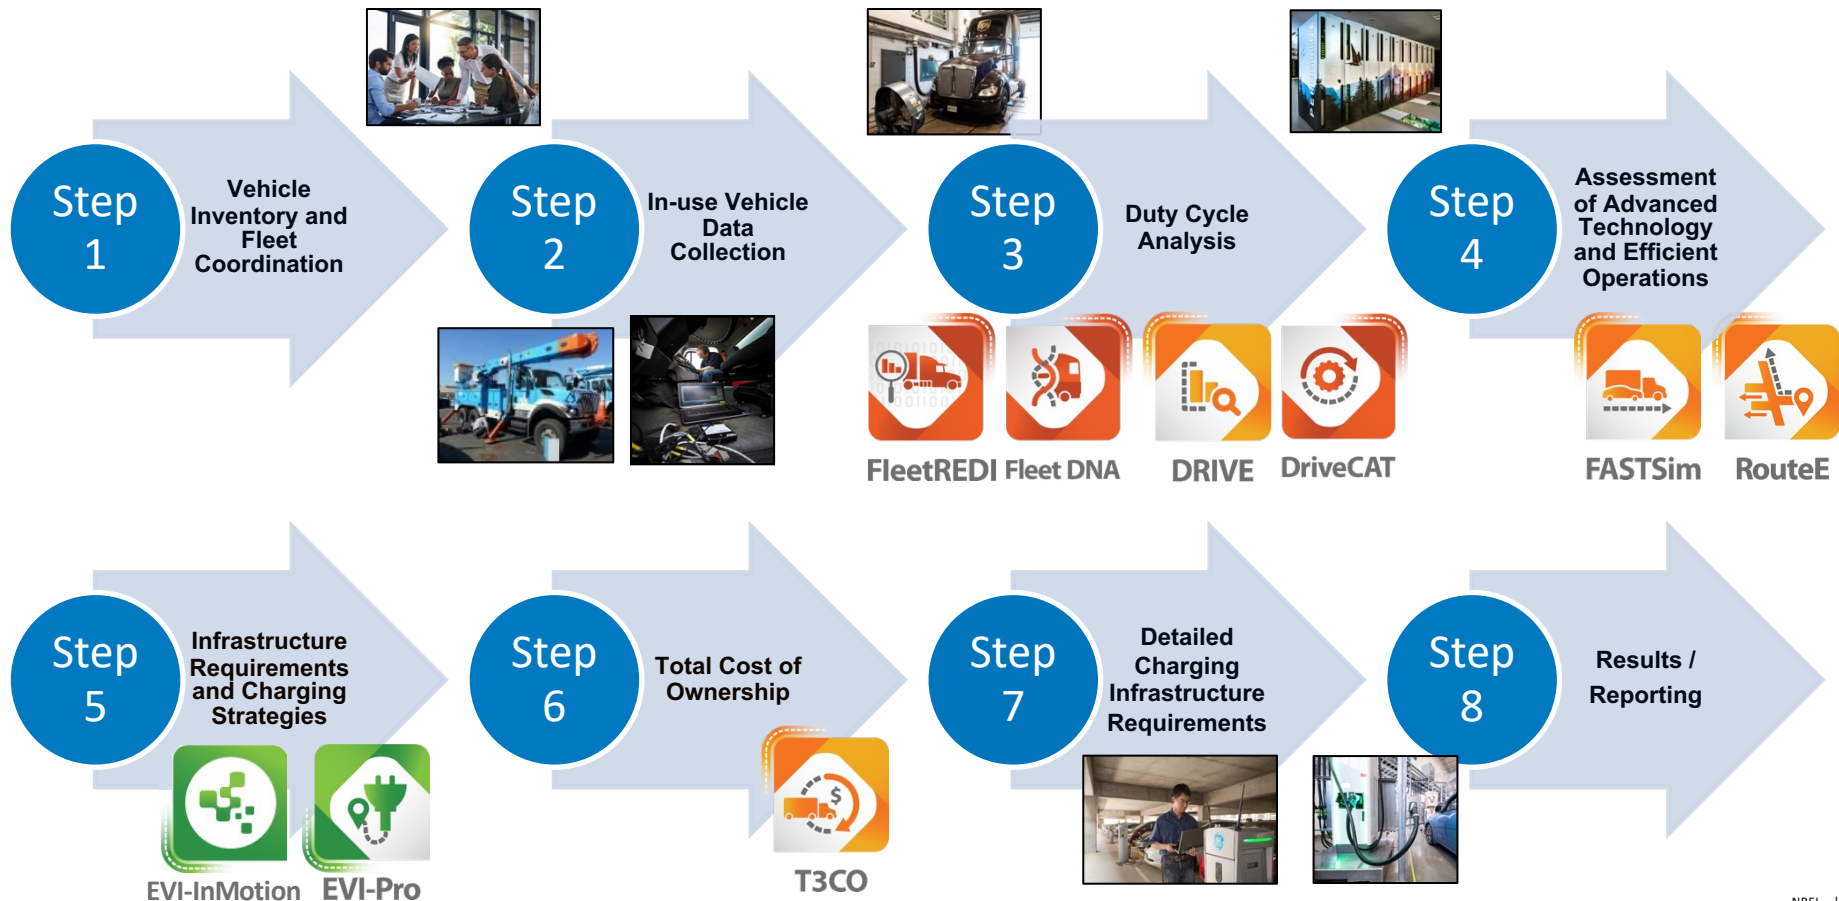 Step
1
Vehicle
Inventory and
Fleet
Coordination
Step
2
In-use Vehicle
Data
Collection
Step
3
Duty Cycle
Analysis
Step
4
Assessment
of Advanced
Technology
and Efficient
Operations
FleetREDI
Fleet DNA
DRIVE
DriveCAT
FASTSim
RouteE
Step
5
Infrastructure
Requirements
and Charging
Strategies
Step
6
Total Cost of
Ownership
Step
7
Detailed
Charging
Infrastructure
Requirements
Step
8
Results /
Reporting
EVI-InMotion
EVI-Pro
T3CO